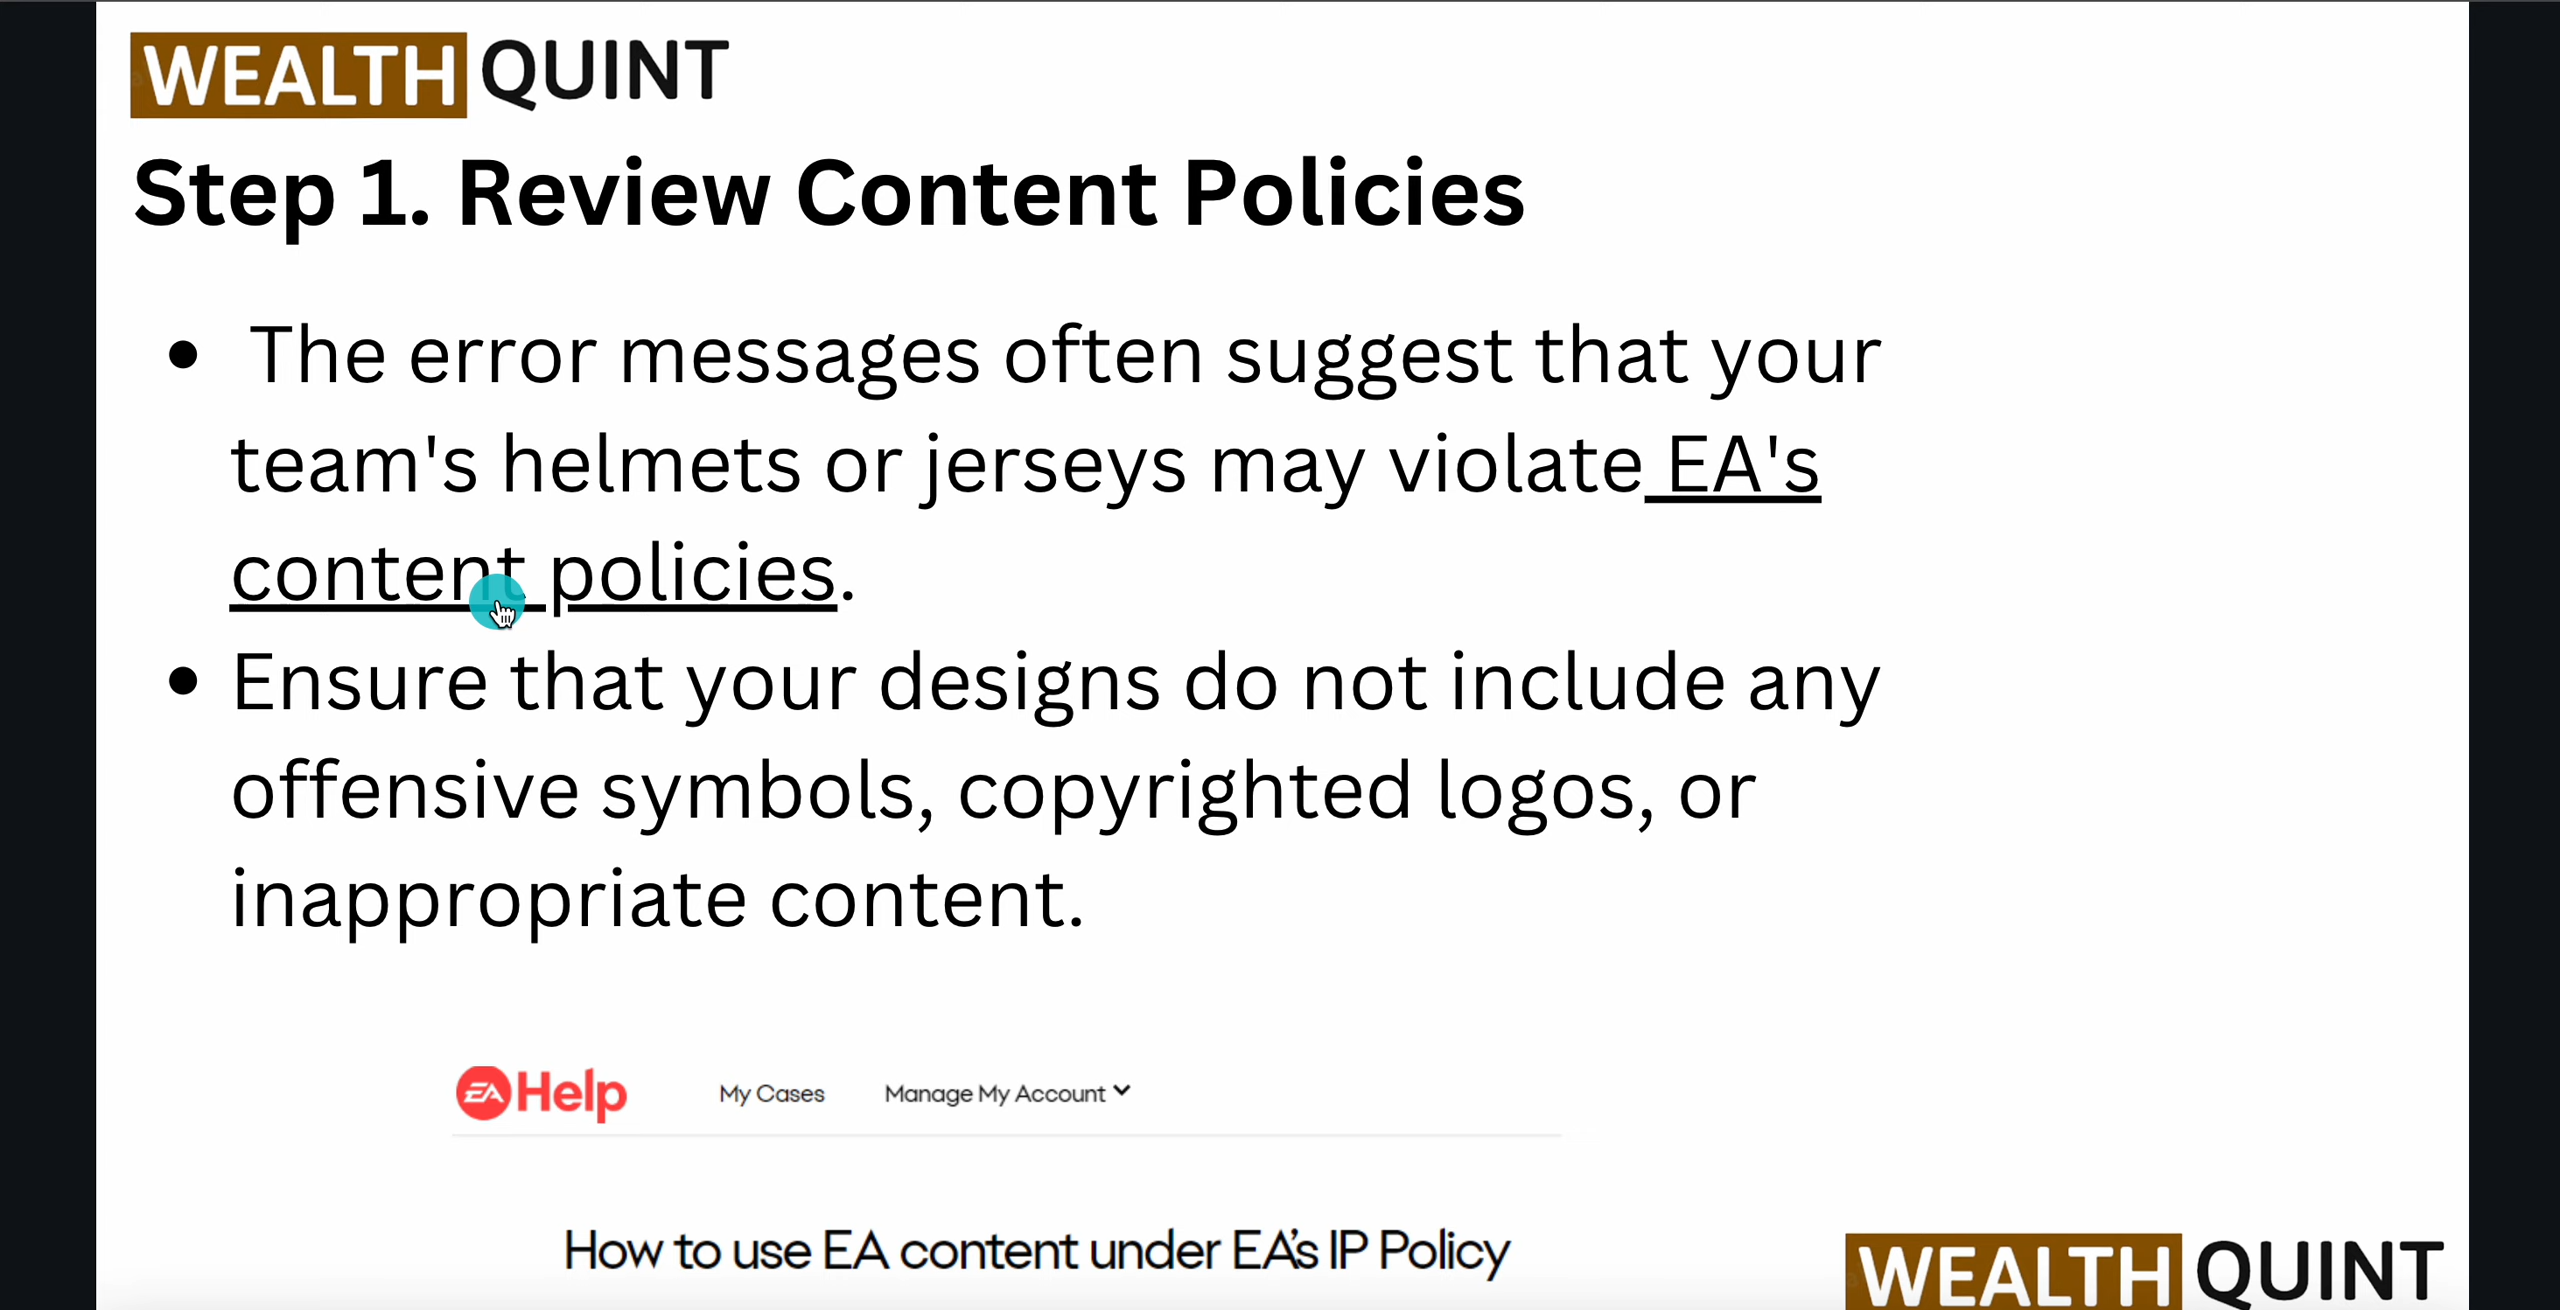 WEALTH QUINT
Step 1. Review Content Policies
• The error messages often suggest that your
team's helmets or jerseys may violate EA's
content policies.
• Ensure that your designs do not include any
offensive symbols, copyrighted logos, or
inappropriate content.
EA Help My Cases Manage My Account
How to use EA content under EA's IP Policy
WEALTH QUINT